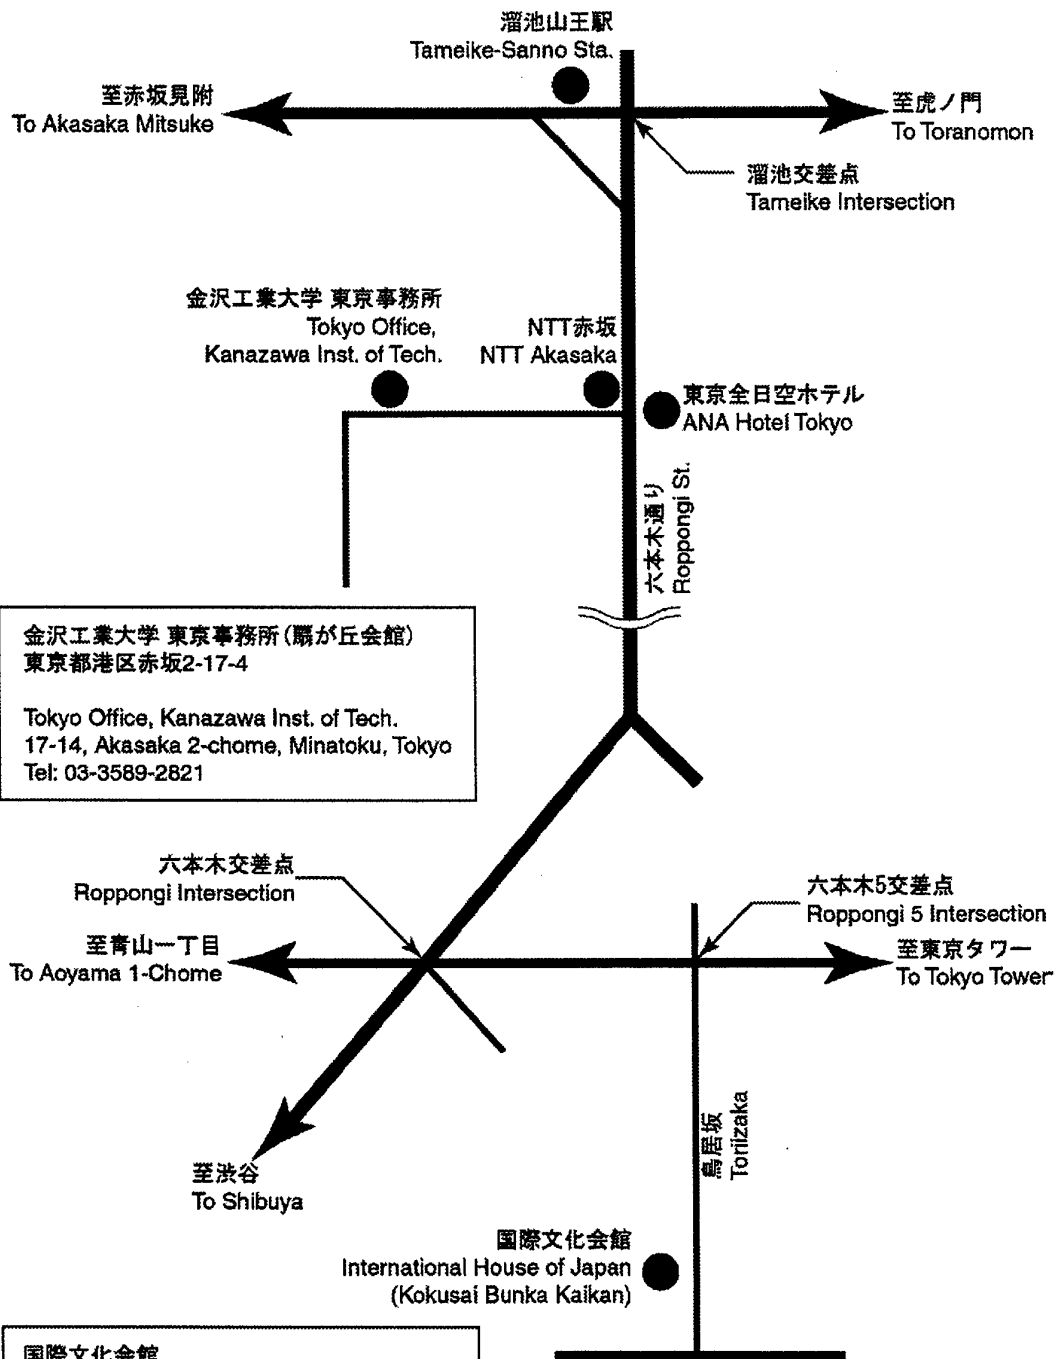 溜池山王駅
Tameike-Sanno Sta.
至赤坂見附
To Akasaka Mitsuke
至虎ノ門
To Toranomon
溜池交差点
Tameike Intersection
金沢工業大学 東京事務所
Tokyo Office,
Kanazawa Inst. of Tech.
NTT赤坂
NTT Akasaka
東京全日空ホテル
ANA Hotel Tokyo
六本木通り
Roppongi St.
金沢工業大学 東京事務所(扇が丘会館)
東京都港区赤坂2-17-4
Tokyo Office, Kanazawa Inst. of Tech.
17-14, Akasaka 2-chome, Minatoku, Tokyo
Tel: 03-3589-2821
六本木交差点
Roppongi Intersection
六本木5交差点
Roppongi 5 Intersection
至青山一丁目
To Aoyama 1-Chome
至東京タワー
To Tokyo Tower
鳥居坂
Toriizaka
至渋谷
To Shibuya
国際文化会館
International House of Japan
(Kokusai Bunka Kaikan)
国際文化会館